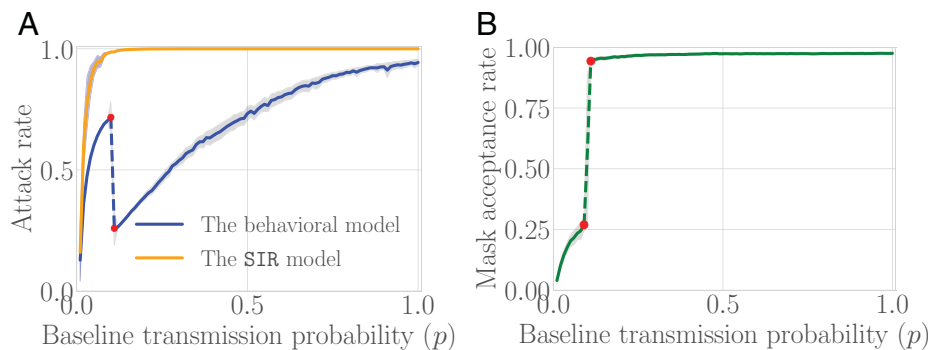 A
Attack rate
1.0
0.5
0.00
0.0
0.5
1.0
The behavioral model
The SIR model
Baseline transmission probability (p)
B
Mask acceptance rate
1.00
0.75
0.50
0.25
0.00
0.0
0.5
1.0
Baseline transmission probability (p)